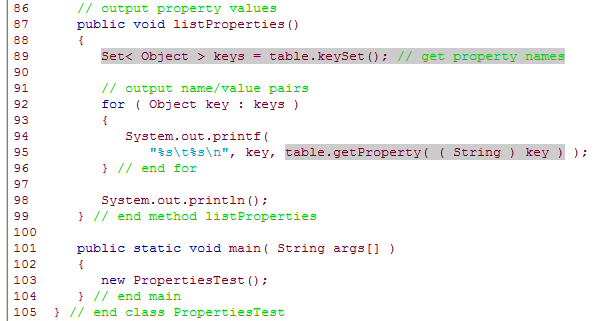 86        // output property values
87        public void listProperties()
88        {
89           Set< Object > keys = table.keySet(); // get property names
90
91           // output name/value pairs
92           for ( Object key : keys )
93           {
94              System.out.printf(
95                 "%s\t%s\n", key, table.getProperty( ( String ) key ) );
96           } // end for
97
98           System.out.println();
99        } // end method listProperties
100
101       public static void main( String args[] )
102       {
103          new PropertiesTest();
104       } // end main
105    } // end class PropertiesTest